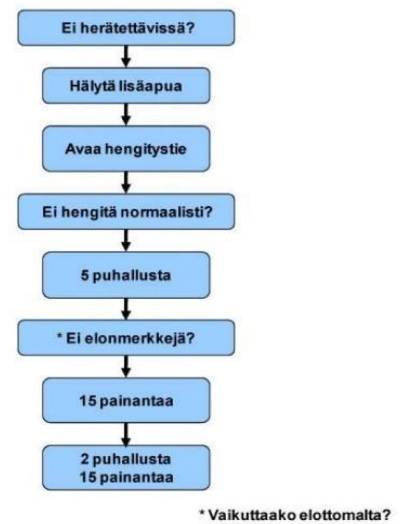 Ei herätettävissä?
Hälytä lisäapua
Avaa hengitystie
Ei hengitä normaalisti?
5 puhallusta
* Ei elonmerkkejä?
15 painantaa
2 puhallusta
15 painantaa
* Vaikuttaako elottomalta?